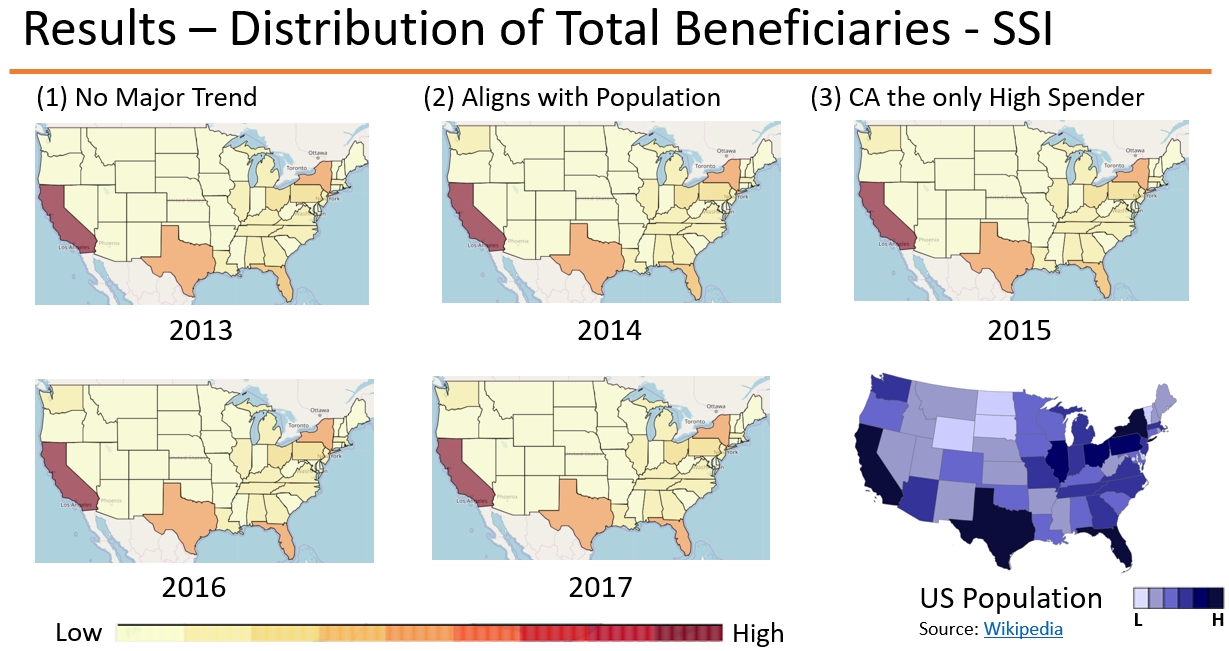 Results – Distribution of Total Beneficiaries - SSI
(1) No Major Trend
(2) Aligns with Population
(3) CA the only High Spender
Ottawa
Toronto
York
Los Angeles
Phoenix
Ottawa
Toronto
York
Los Angeles
Phoenix
Ottawa
Toronto
York
Los Angeles
Phoenix
2013
2014
2015
Ottawa
Toronto
York
Los Angeles
Phoenix
Ottawa
Toronto
York
Los Angeles
Phoenix
2016
2017
US Population
L
H
Source: Wikipedia
Low
High